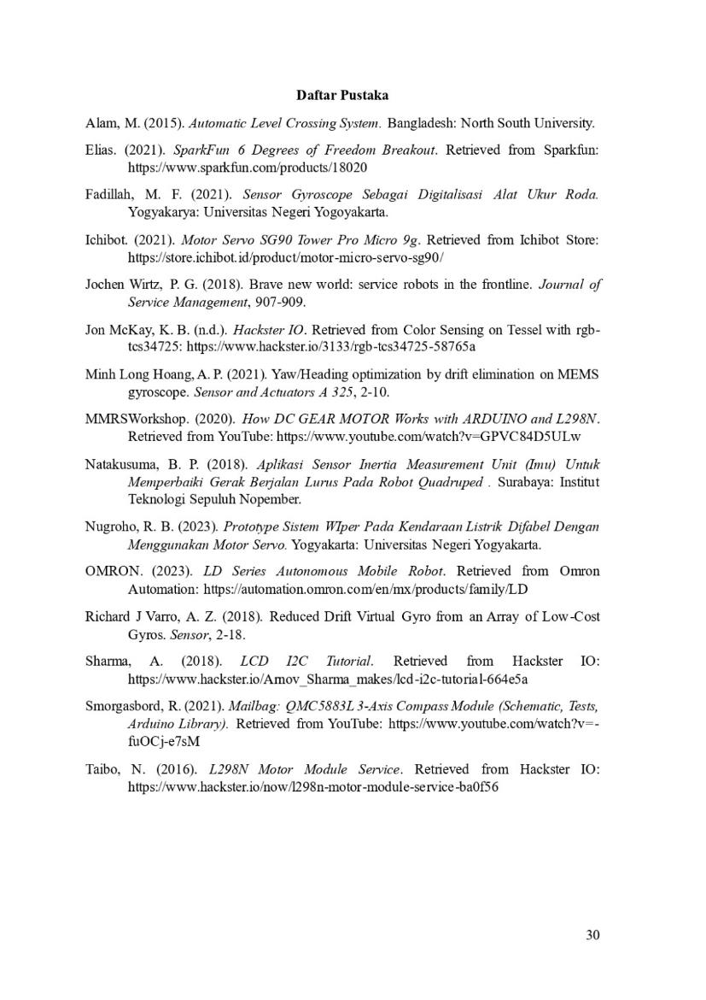 Daftar Pustaka
Alam, M. (2015). Automatic Level Crossing System. Bangladesh: North South University.
Elias. (2021). SparkFun 6 Degrees of Freedom Breakout. Retrieved from Sparkfun:
https://www.sparkfun.com/products/18020
Fadillah, M. F. (2021). Sensor Gyroscope Sebagai Digitalisasi Alat Ukur Roda.
Yogyakarya: Universitas Negeri Yogoyakarta.
Ichibot. (2021). Motor Servo SG90 Tower Pro Micro 9g. Retrieved from Ichibot Store:
https://store.ichibot.id/product/motor-micro-servo-sg90/
Jochen Wirtz, P. G. (2018). Brave new world: service robots in the frontline. Journal of
Service Management, 907-909.
Jon McKay, K. B. (n.d.). Hackster IO. Retrieved from Color Sensing on Tessel with rgb-
tcs34725: https://www.hackster.io/3133/rgb-tcs34725-58765a
Minh Long Hoang, A. P. (2021). Yaw/Heading optimization by drift elimination on MEMS
gyroscope. Sensor and Actuators A 325, 2-10.
MMRSWorkshop. (2020). How DC GEAR MOTOR Works with ARDUINO and L298N.
Retrieved from YouTube: https://www.youtube.com/watch?v=GPVC84D5ULw
Natakusuma, B. P. (2018). Aplikasi Sensor Inertia Measurement Unit (Imu) Untuk
Memperbaiki Gerak Berjalan Lurus Pada Robot Quadruped . Surabaya: Institut
Teknologi Sepuluh Nopember.
Nugroho, R. B. (2023). Prototype Sistem WIper Pada Kendaraan Listrik Difabel Dengan
Menggunakan Motor Servo. Yogyakarta: Universitas Negeri Yogyakarta.
OMRON. (2023). LD Series Autonomous Mobile Robot. Retrieved from Omron
Automation: https://automation.omron.com/en/mx/products/family/LD
Richard J Varro, A. Z. (2018). Reduced Drift Virtual Gyro from an Array of Low-Cost
Gyros. Sensor, 2-18.
Sharma, A. (2018). LCD I2C Tutorial. Retrieved from Hackster IO:
https://www.hackster.io/Arnov_Sharma_makes/lcd-i2c-tutorial-664e5a
Smorgasbord, R. (2021). Mailbag: QMC5883L 3-Axis Compass Module (Schematic, Tests,
Arduino Library). Retrieved from YouTube: https://www.youtube.com/watch?v=-
fuOCj-e7sM
Taibo, N. (2016). L298N Motor Module Service. Retrieved from Hackster IO:
https://www.hackster.io/now/l298n-motor-module-service-ba0f56
30